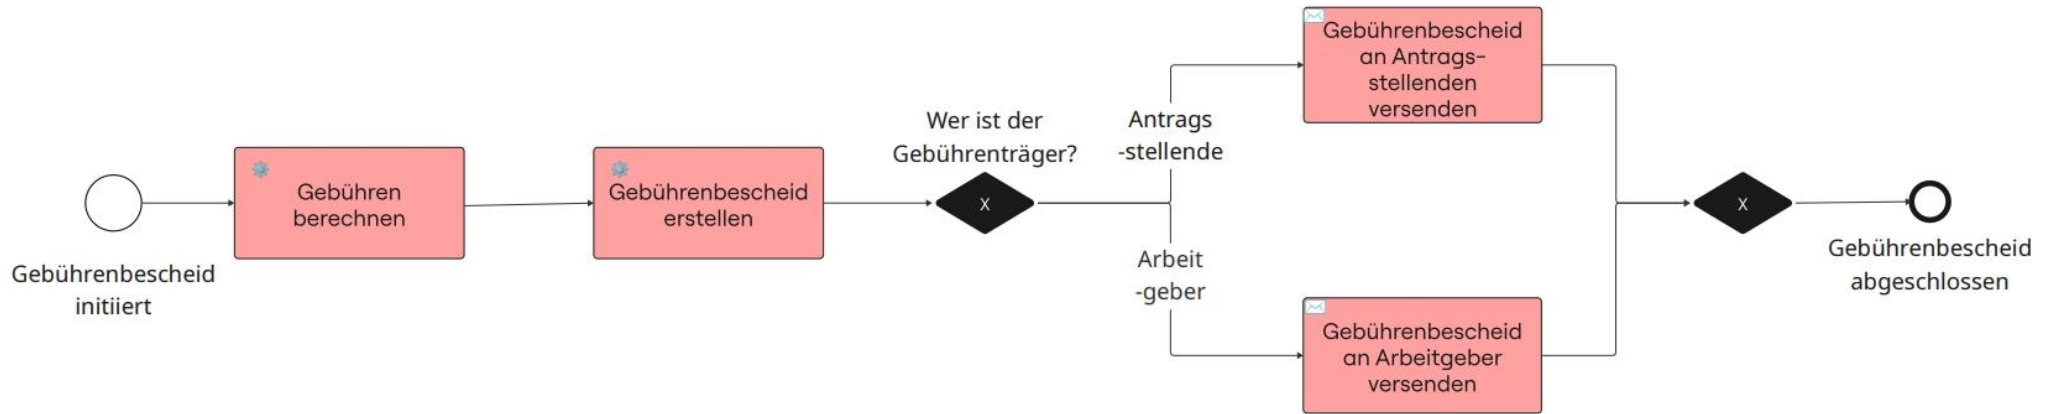 Gebührenbescheid
initiiert
Gebühren
berechnen
Gebührenbescheid
erstellen
Wer ist der
Gebührenträger?
X
Antrags
-stellende
Gebührenbescheid
an Antrags-
stellenden
versenden
Arbeit
-geber
Gebührenbescheid
an Arbeitgeber
versenden
X
Gebührenbescheid
abgeschlossen